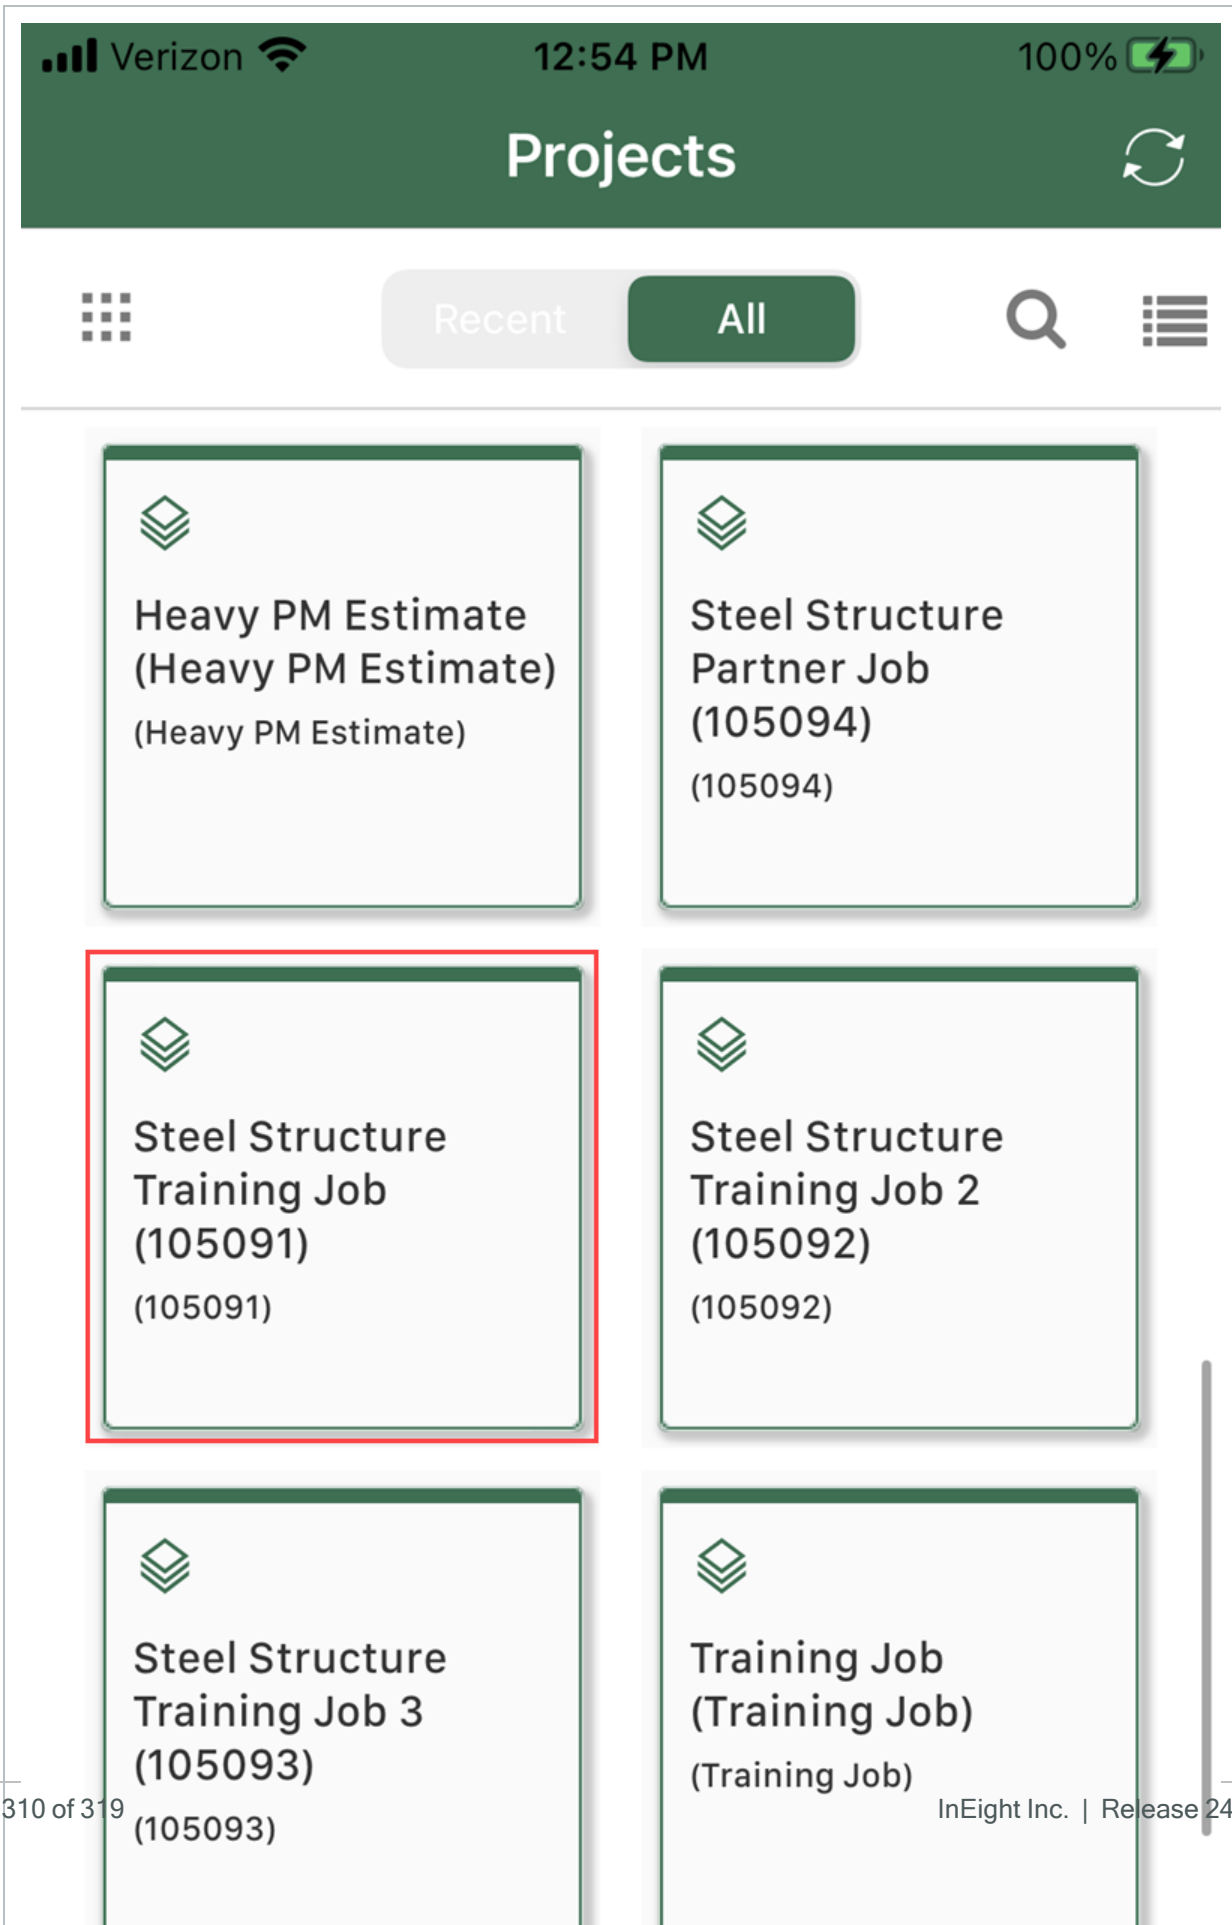 Verizon 12:54 PM 100%
Projects
Recent All
Heavy PM Estimate
(Heavy PM Estimate)
(Heavy PM Estimate)
Steel Structure
Partner Job
(105094)
(105094)
Steel Structure
Training Job
(105091)
(105091)
Steel Structure
Training Job 2
(105092)
(105092)
Steel Structure
Training Job 3
(105093)
(105093)
Training Job
(Training Job)
(Training Job)
310 of 319
InEight Inc. | Release 24